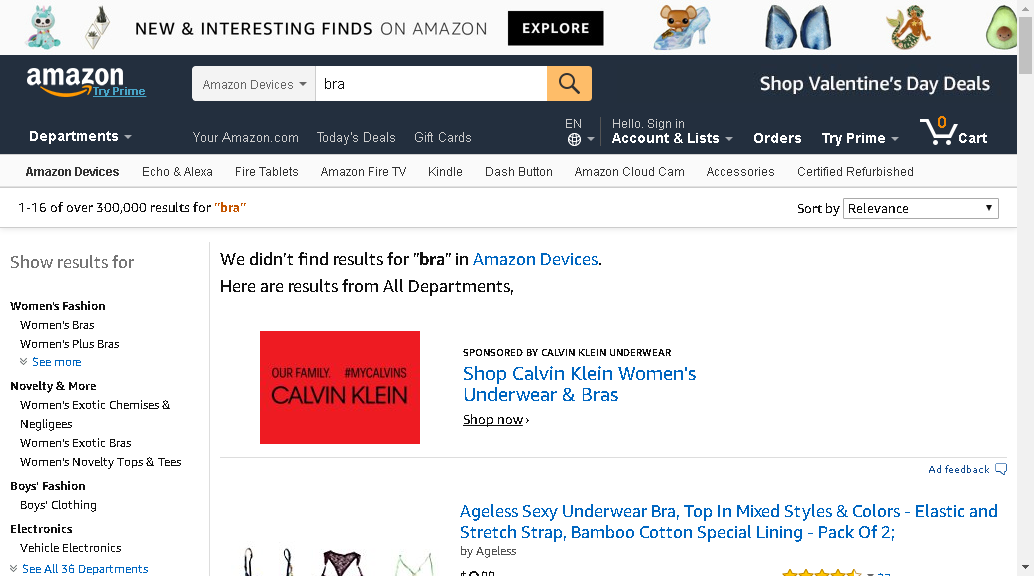 NEW & INTERESTING FINDS ON AMAZON EXPLORE
amazon
Try Prime
Amazon Devices
bra
Shop Valentine's Day Deals
Departments
Your Amazon.com Today's Deals Gift Cards
EN
Hello. Sign in
Account & Lists
Orders
Try Prime
0
Cart
Amazon Devices Echo & Alexa Fire Tablets Amazon Fire TV Kindle Dash Button Amazon Cloud Cam Accessories Certified Refurbished
1-16 of over 300,000 results for "bra"
Sort by Relevance
Show results for
Women's Fashion
Women's Bras
Women's Plus Bras
See more
Novelty & More
Women's Exotic Chemises &
Negligees
Women's Exotic Bras
Women's Novelty Tops & Tees
Boys' Fashion
Boys' Clothing
Electronics
Vehicle Electronics
See All 36 Departments
We didn't find results for "bra" in Amazon Devices.
Here are results from All Departments,
OUR FAMILY. #MYCALVINS
CALVIN KLEIN
SPONSORED BY CALVIN KLEIN UNDERWEAR
Shop Calvin Klein Women's
Underwear & Bras
Shop now ›
Ad feedback
Ageless Sexy Underwear Bra, Top In Mixed Styles & Colors - Elastic and
Stretch Strap, Bamboo Cotton Special Lining - Pack Of 2;
by Ageless